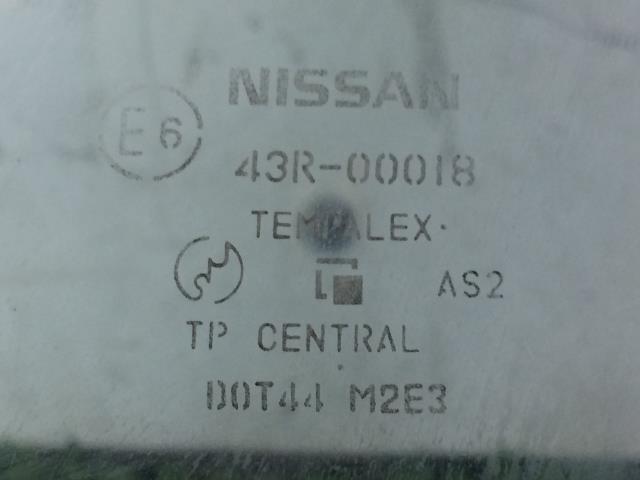 NISSAN
E6
43R-00018
TEMPALEX.
AS2
TP CENTRAL
DOT44 M2E3